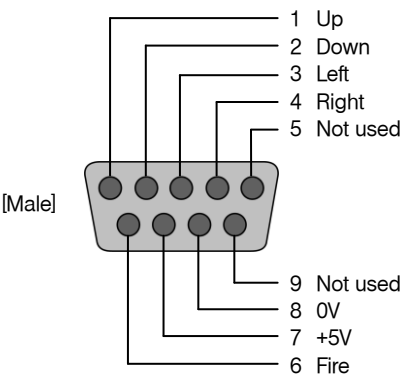 1 Up
2 Down
3 Left
4 Right
5 Not used
[Male]
9 Not used
8 0V
7 +5V
6 Fire